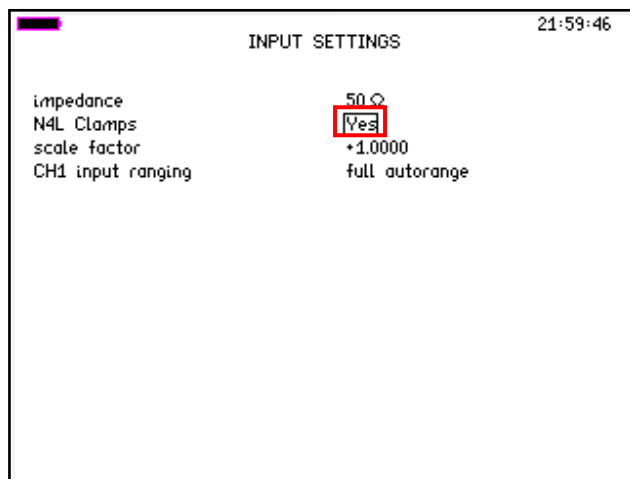 21:59:46
INPUT SETTINGS
impedance 50 Ω
N4L Clamps Yes
scale factor +1.0000
CH1 input ranging full autorange